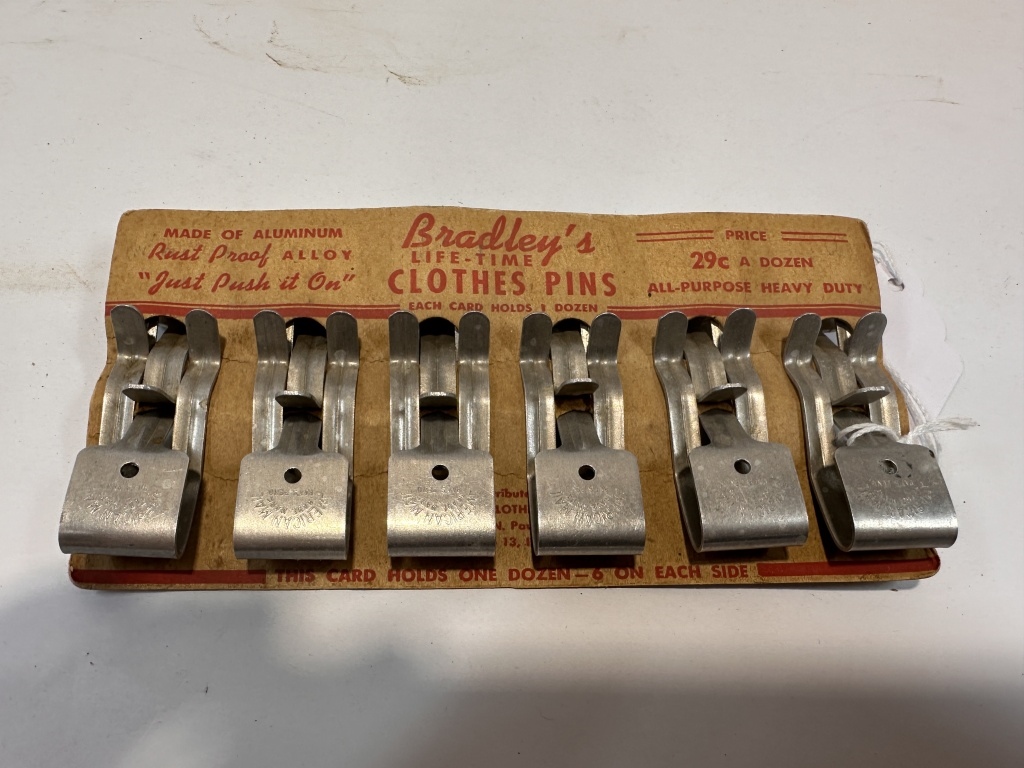 MADE OF ALUMINUM
Rust Proof ALLOY
"Just Push it On"
Bradley's
LIFE-TIME
CLOTHES PINS
EACH CARD HOLDS 1 DOZEN
PRICE
29c A DOZEN
ALL-PURPOSE HEAVY DUTY
13,
THIS CARD HOLDS ONE DOZEN—6 ON EACH SIDE